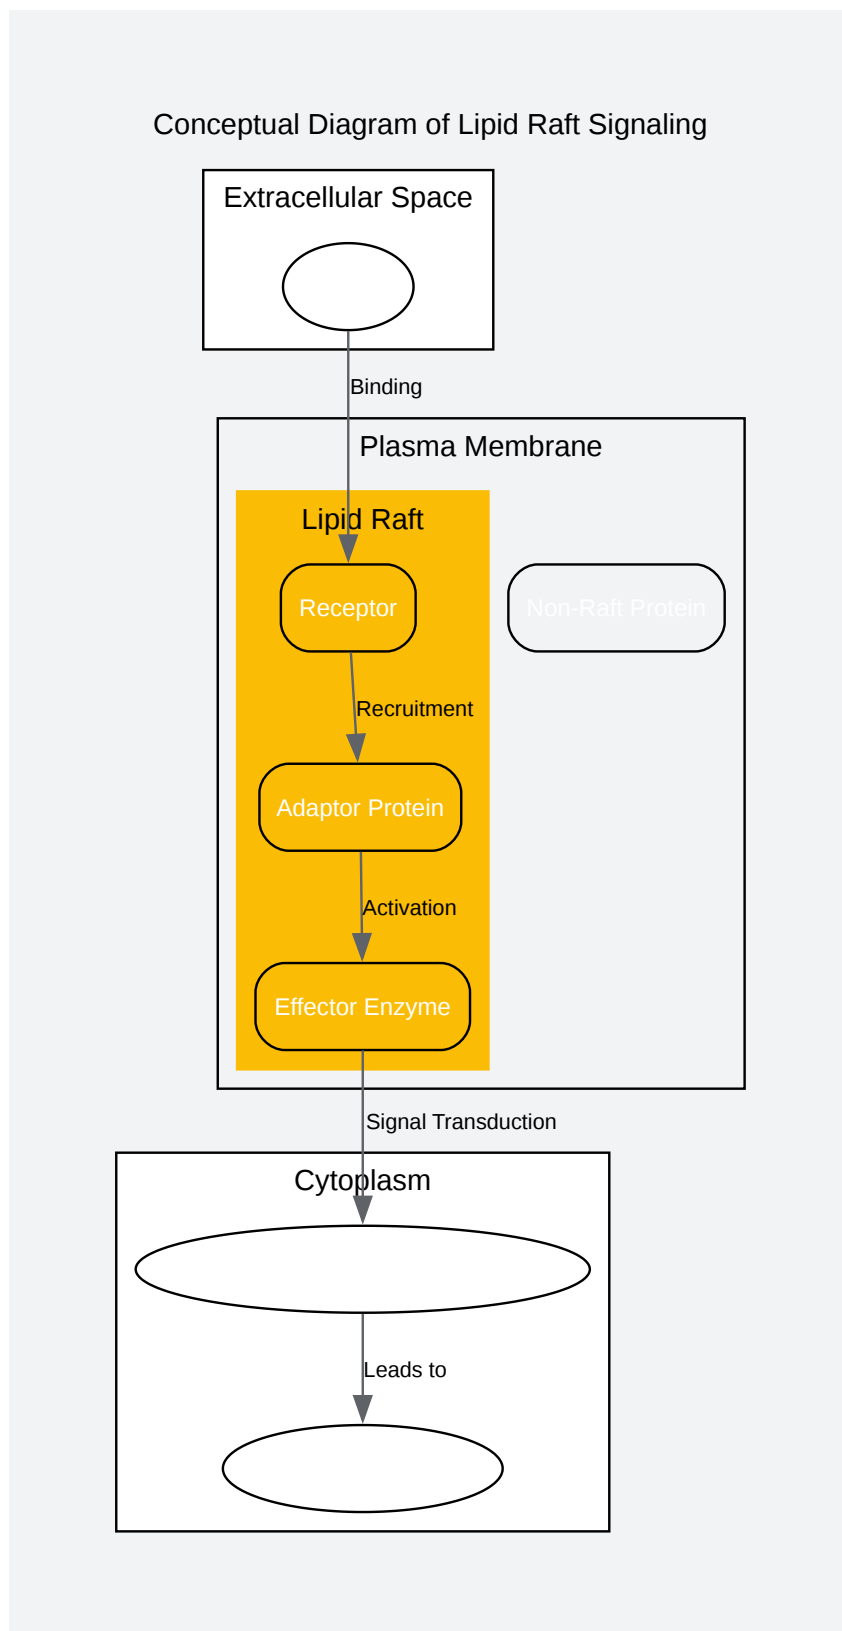 Conceptual Diagram of Lipid Raft Signaling
Extracellular Space
Binding
Plasma Membrane
Lipid Raft
Receptor
Non-Raft Protein
Recruitment
Adaptor Protein
Activation
Effector Enzyme
Signal Transduction
Cytoplasm
Leads to